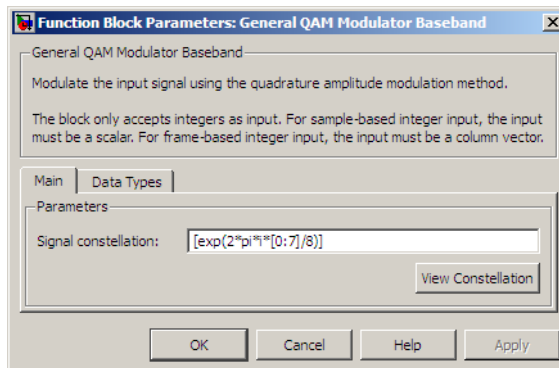 Function Block Parameters: General QAM Modulator Baseband
General QAM Modulator Baseband
Modulate the input signal using the quadrature amplitude modulation method.
The block only accepts integers as input. For sample-based integer input, the input
must be a scalar. For frame-based integer input, the input must be a column vector.
Main Data Types
Parameters
Signal constellation: [exp(2*pi*i*[0:7]/8)]
View Constellation
OK Cancel Help Apply